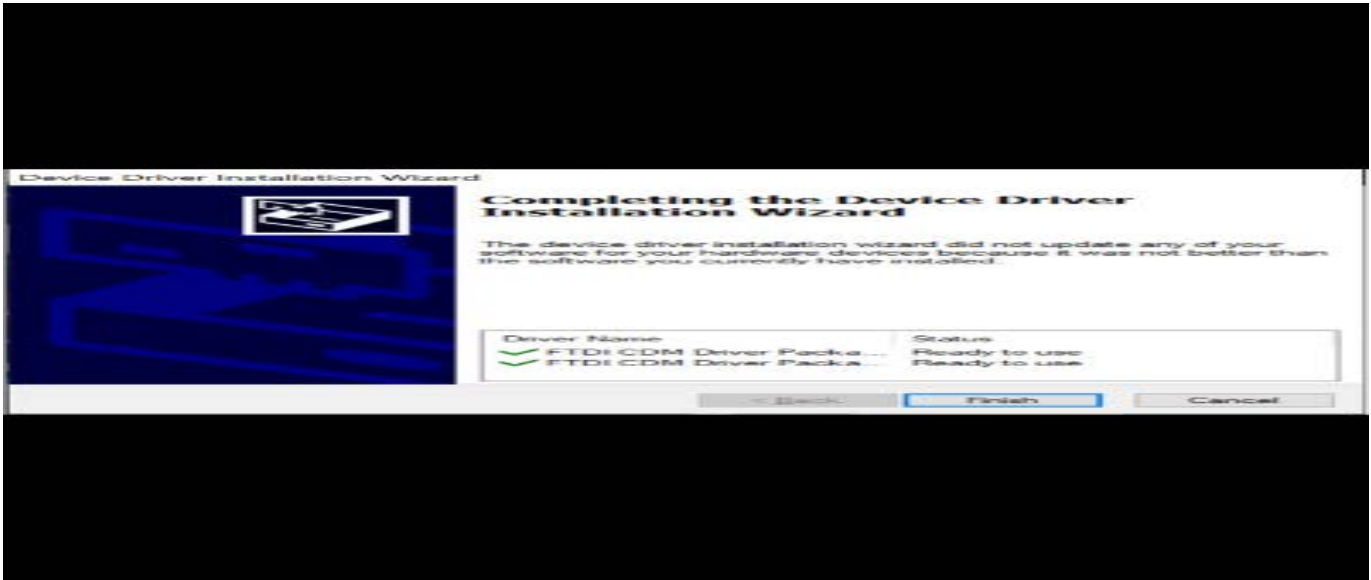 Device Driver Installation Wizard
Completing the Device Driver
Installation Wizard
The device driver installation wizard did not update any of your
software for your hardware devices because it was not better than
the software you currently have installed.
Driver Name Status
FTDI CDM Driver Packa... Ready to use
FTDI CDM Driver Packa... Ready to use
< Back Finish Cancel